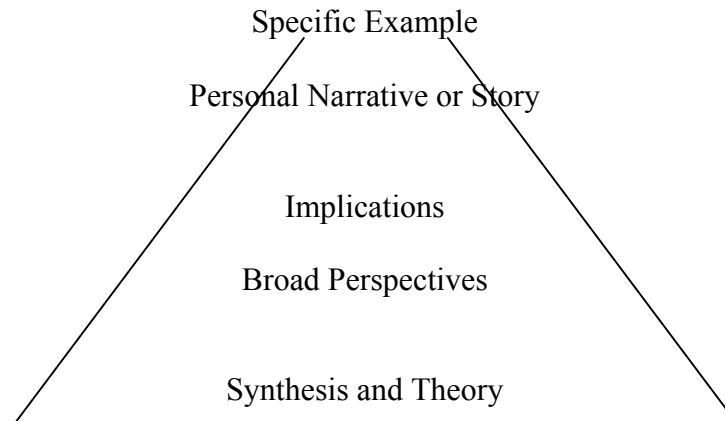 Specific Example
Personal Narrative or Story
Implications
Broad Perspectives
Synthesis and Theory